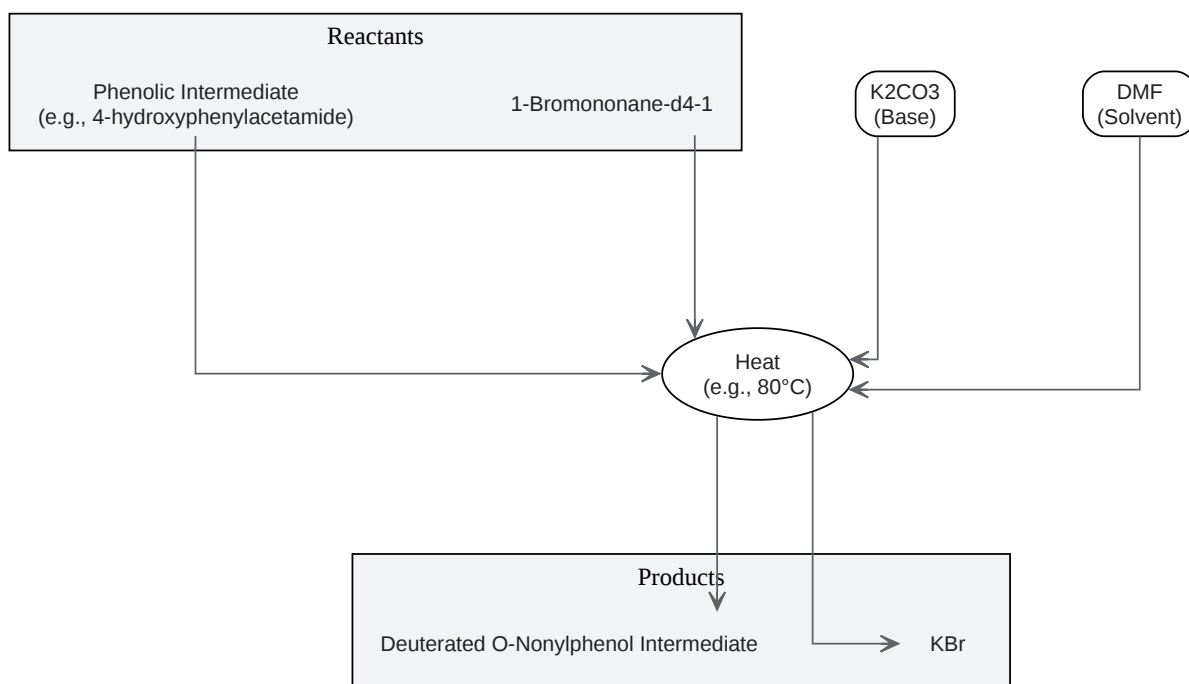 Reactants
Phenolic Intermediate
(e.g., 4-hydroxyphenylacetamide)
1-Bromononane-d4-1
K2CO3
(Base)
DMF
(Solvent)
Heat
(e.g., 80°C)
Products
Deuterated O-Nonylphenol Intermediate
KBr